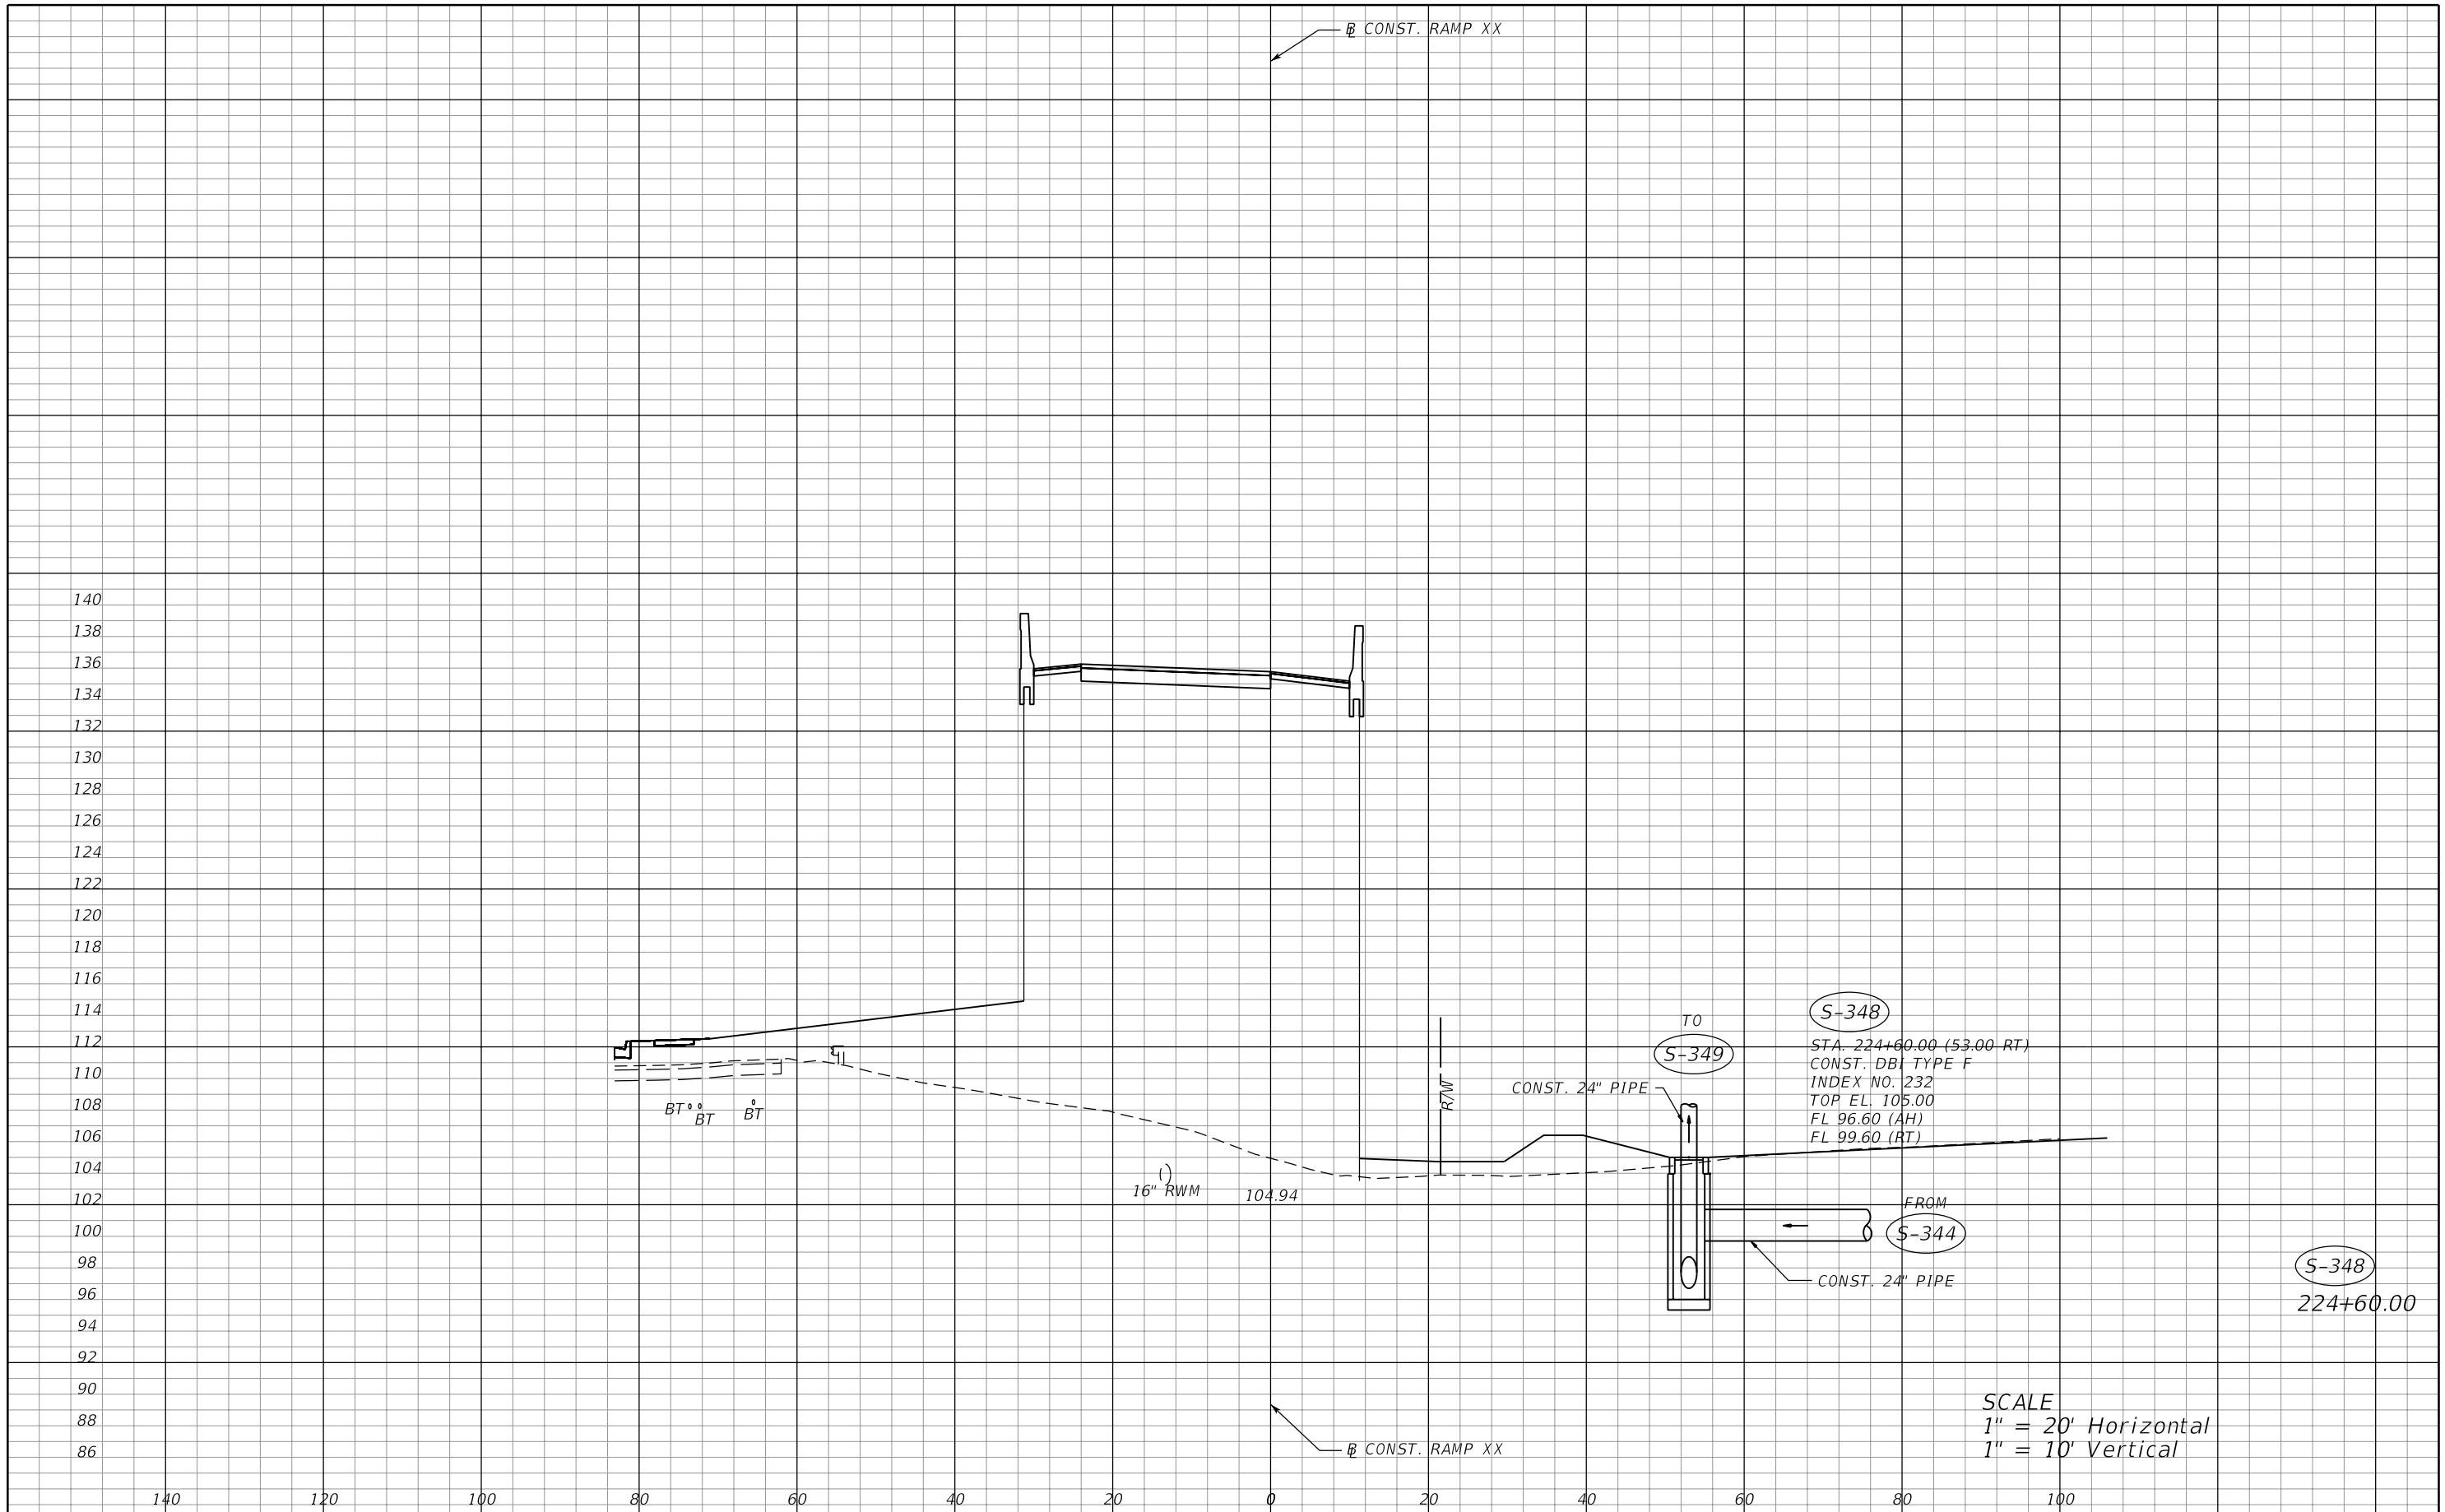 BL CONST. RAMP XX
140
138
136
134
132
130
128
126
124
122
120
118
116
114
112
110
108
106
104
102
100
98
96
94
92
90
88
86
BT
BT
BT
16" RWM
104.94
R/W
TO
S-349
CONST. 24" PIPE
S-348
STA. 224+60.00 (53.00 RT)
CONST. DBI TYPE F
INDEX NO. 232
TOP EL. 105.00
FL 96.60 (AH)
FL 99.60 (RT)
FROM
S-344
CONST. 24" PIPE
S-348
224+60.00
BL CONST. RAMP XX
SCALE
1" = 20' Horizontal
1" = 10' Vertical
140 120 100 80 60 40 20 0 20 40 60 80 100